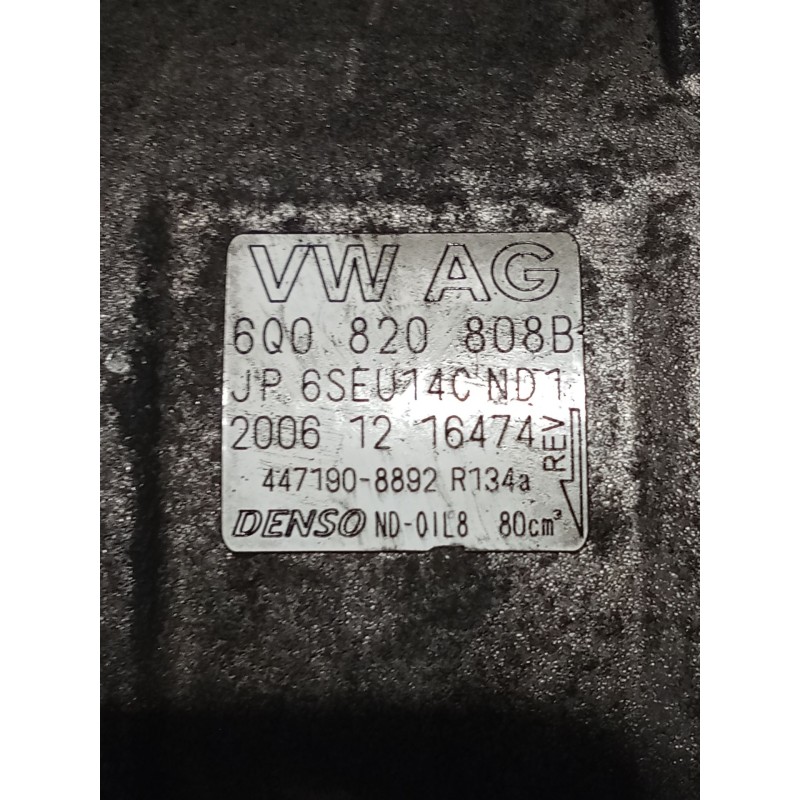 VW AG
6Q0 820 808B
JP 6SEU14C ND1
2006 12 16474
REV
447190-8892 R134a
DENSO ND-OIL8 80cm³